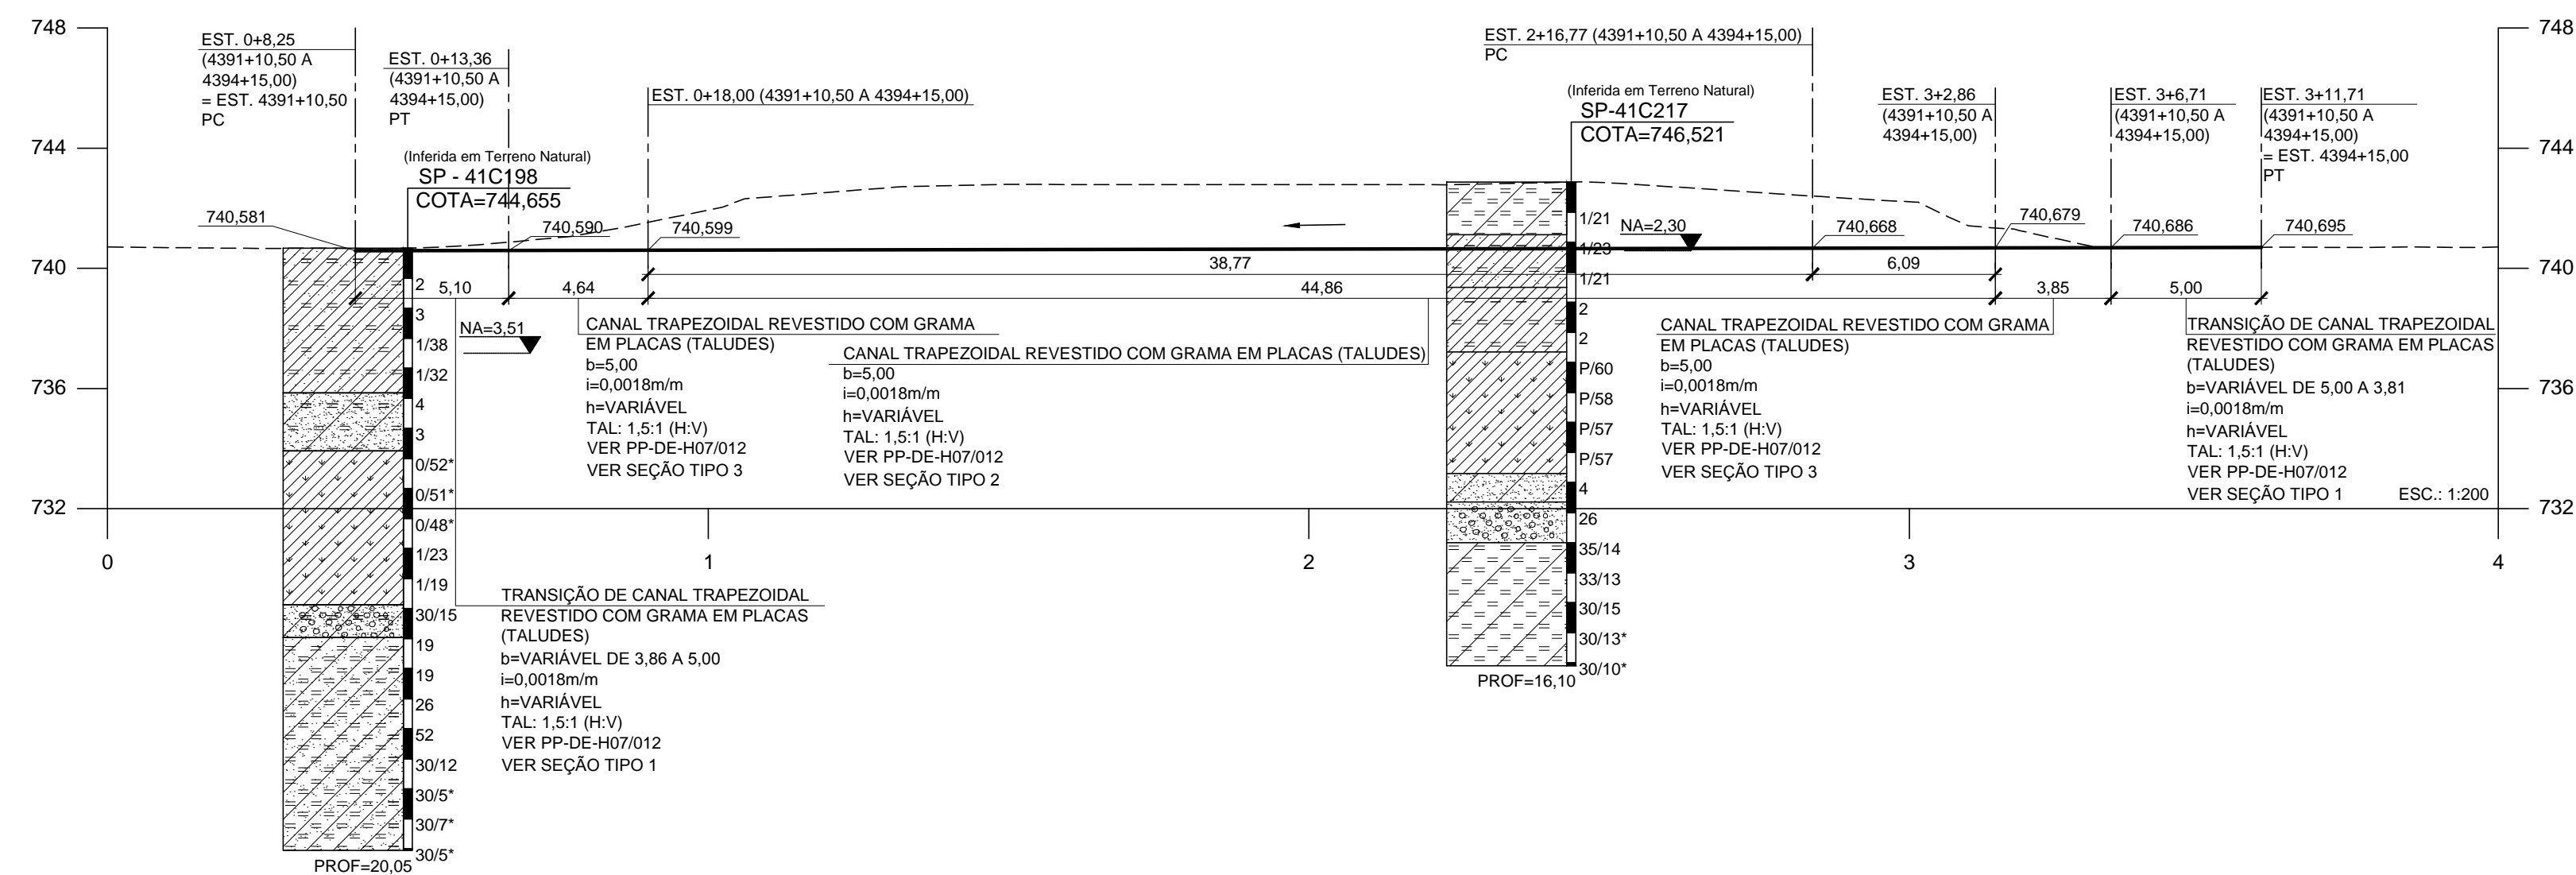 748
EST. 0+8,25
(4391+10,50 A
4394+15,00)
= EST. 4391+10,50
PC
EST. 0+13,36
(4391+10,50 A
4394+15,00)
PT
EST. 0+18,00 (4391+10,50 A 4394+15,00)
EST. 2+16,77 (4391+10,50 A 4394+15,00)
PC
(Inferida em Terreno Natural)
SP-41C217
COTA=746,521
EST. 3+2,86
(4391+10,50 A
4394+15,00)
EST. 3+6,71
(4391+10,50 A
4394+15,00)
EST. 3+11,71
(4391+10,50 A
4394+15,00)
= EST. 4394+15,00
PT
748
744
744
(Inferida em Terreno Natural)
SP - 41C198
COTA=744,655
740,581
740,590
740,599
NA=2,30
740,668
740,679
740,686
740,695
740
740
38,77
6,09
5,10
4,64
44,86
3,85
5,00
NA=3,51
CANAL TRAPEZOIDAL REVESTIDO COM GRAMA
EM PLACAS (TALUDES)
b=5,00
i=0,0018m/m
h=VARIÁVEL
TAL: 1,5:1 (H:V)
VER PP-DE-H07/012
VER SEÇÃO TIPO 3
CANAL TRAPEZOIDAL REVESTIDO COM GRAMA EM PLACAS (TALUDES)
b=5,00
i=0,0018m/m
h=VARIÁVEL
TAL: 1,5:1 (H:V)
VER PP-DE-H07/012
VER SEÇÃO TIPO 2
CANAL TRAPEZOIDAL REVESTIDO COM GRAMA
EM PLACAS (TALUDES)
b=5,00
i=0,0018m/m
h=VARIÁVEL
TAL: 1,5:1 (H:V)
VER PP-DE-H07/012
VER SEÇÃO TIPO 3
TRANSIÇÃO DE CANAL TRAPEZOIDAL
REVESTIDO COM GRAMA EM PLACAS
(TALUDES)
b=VARIÁVEL DE 5,00 A 3,81
i=0,0018m/m
h=VARIÁVEL
TAL: 1,5:1 (H:V)
VER PP-DE-H07/012
VER SEÇÃO TIPO 1
ESC.: 1:200
736
736
732
732
0
1
2
3
4
2
3
1/38
1/32
4
3
0/52*
0/51*
0/48*
1/23
1/19
30/15
19
19
26
52
30/12
30/5*
30/7*
30/5*
PROF=20,05
TRANSIÇÃO DE CANAL TRAPEZOIDAL
REVESTIDO COM GRAMA EM PLACAS
(TALUDES)
b=VARIÁVEL DE 3,86 A 5,00
i=0,0018m/m
h=VARIÁVEL
TAL: 1,5:1 (H:V)
VER PP-DE-H07/012
VER SEÇÃO TIPO 1
1/21
1/23
1/21
2
2
P/60
P/58
P/57
P/57
4
26
35/14
33/13
30/15
30/13*
30/10*
PROF=16,10